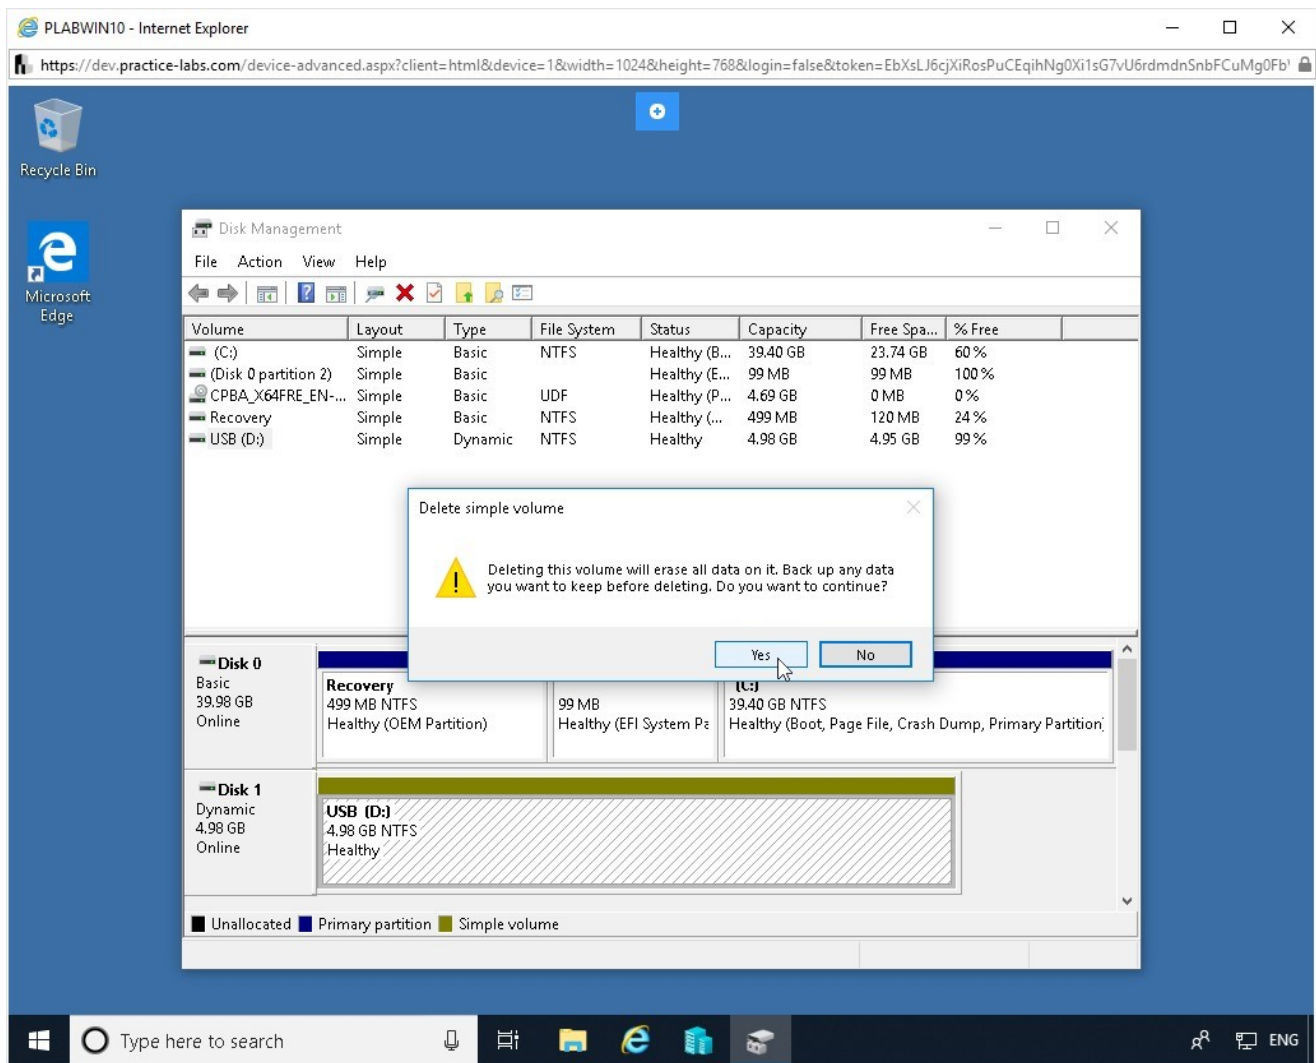 PLABWIN10 - Internet Explorer
https://dev.practice-labs.com/device-advanced.aspx?client=html&device=1&width=1024&height=768&login=false&token=EbXsLJ6cjXiRosPuCEqihNg0Xi1sG7vU6rdmdnSnbFCuMg0Fb
Recycle Bin
Microsoft
Edge
Disk Management
File Action View Help
Volume Layout Type File System Status Capacity Free Spa... % Free
(C:) Simple Basic NTFS Healthy (B... 39.40 GB 23.74 GB 60 %
(Disk 0 partition 2) Simple Basic Healthy (E... 99 MB 99 MB 100 %
CPBA_X64FRE_EN-... Simple Basic UDF Healthy (P... 4.69 GB 0 MB 0 %
Recovery Simple Basic NTFS Healthy (... 499 MB 120 MB 24 %
USB (D:) Simple Dynamic NTFS Healthy 4.98 GB 4.95 GB 99 %
Delete simple volume
Deleting this volume will erase all data on it. Back up any data
you want to keep before deleting. Do you want to continue?
Yes No
Disk 0
Basic
39.98 GB
Online
Recovery
499 MB NTFS
Healthy (OEM Partition)
99 MB
Healthy (EFI System Pa
(C:)
39.40 GB NTFS
Healthy (Boot, Page File, Crash Dump, Primary Partition)
Disk 1
Dynamic
4.98 GB
Online
USB (D:)
4.98 GB NTFS
Healthy
Unallocated Primary partition Simple volume
Type here to search
ENG